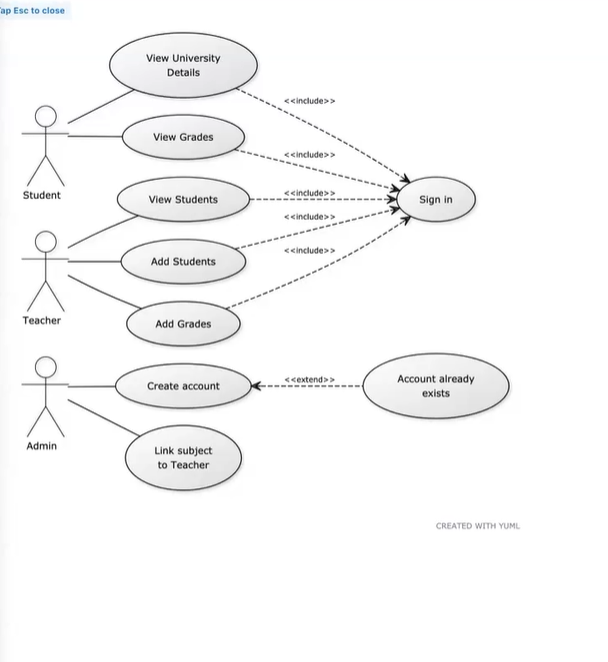 ap Esc to close
View University
Details
<<include>>
View Grades
<<include>>
Student
View Students
<<include>>
Sign in
<<include>>
Add Students
<<include>>
Teacher
Add Grades
Create account
<<extend>>
Account already
exists
Admin
Link subject
to Teacher
CREATED WITH YUML